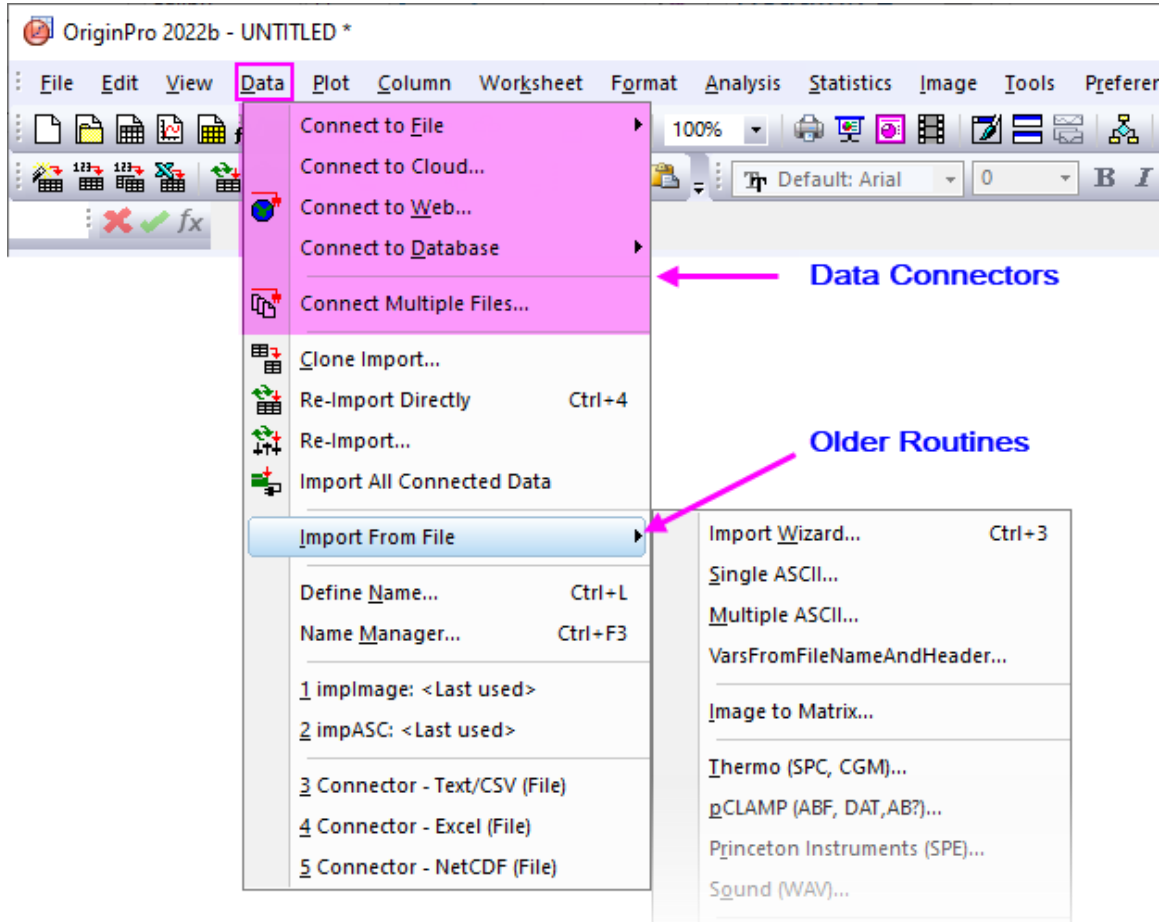 OriginPro 2022b - UNTITLED *
File Edit View Data Plot Column Worksheet Format Analysis Statistics Image Tools
100%
Default: Arial 0 B I
fx
Connect to File
Connect to Cloud...
Connect to Web...
Connect to Database
Data Connectors
Connect Multiple Files...
Clone Import...
Re-Import Directly Ctrl+4
Re-Import...
Older Routines
Import All Connected Data
Import From File
Import Wizard... Ctrl+3
Single ASCII...
Multiple ASCII...
VarsFromFileNameAndHeader...
Image to Matrix...
Thermo (SPC, CGM)...
pCLAMP (ABF, DAT,AB?)...
Princeton Instruments (SPE)...
Sound (WAV)...
Define Name... Ctrl+L
Name Manager... Ctrl+F3
1 impImage: <Last used>
2 impASC: <Last used>
3 Connector - Text/CSV (File)
4 Connector - Excel (File)
5 Connector - NetCDF (File)